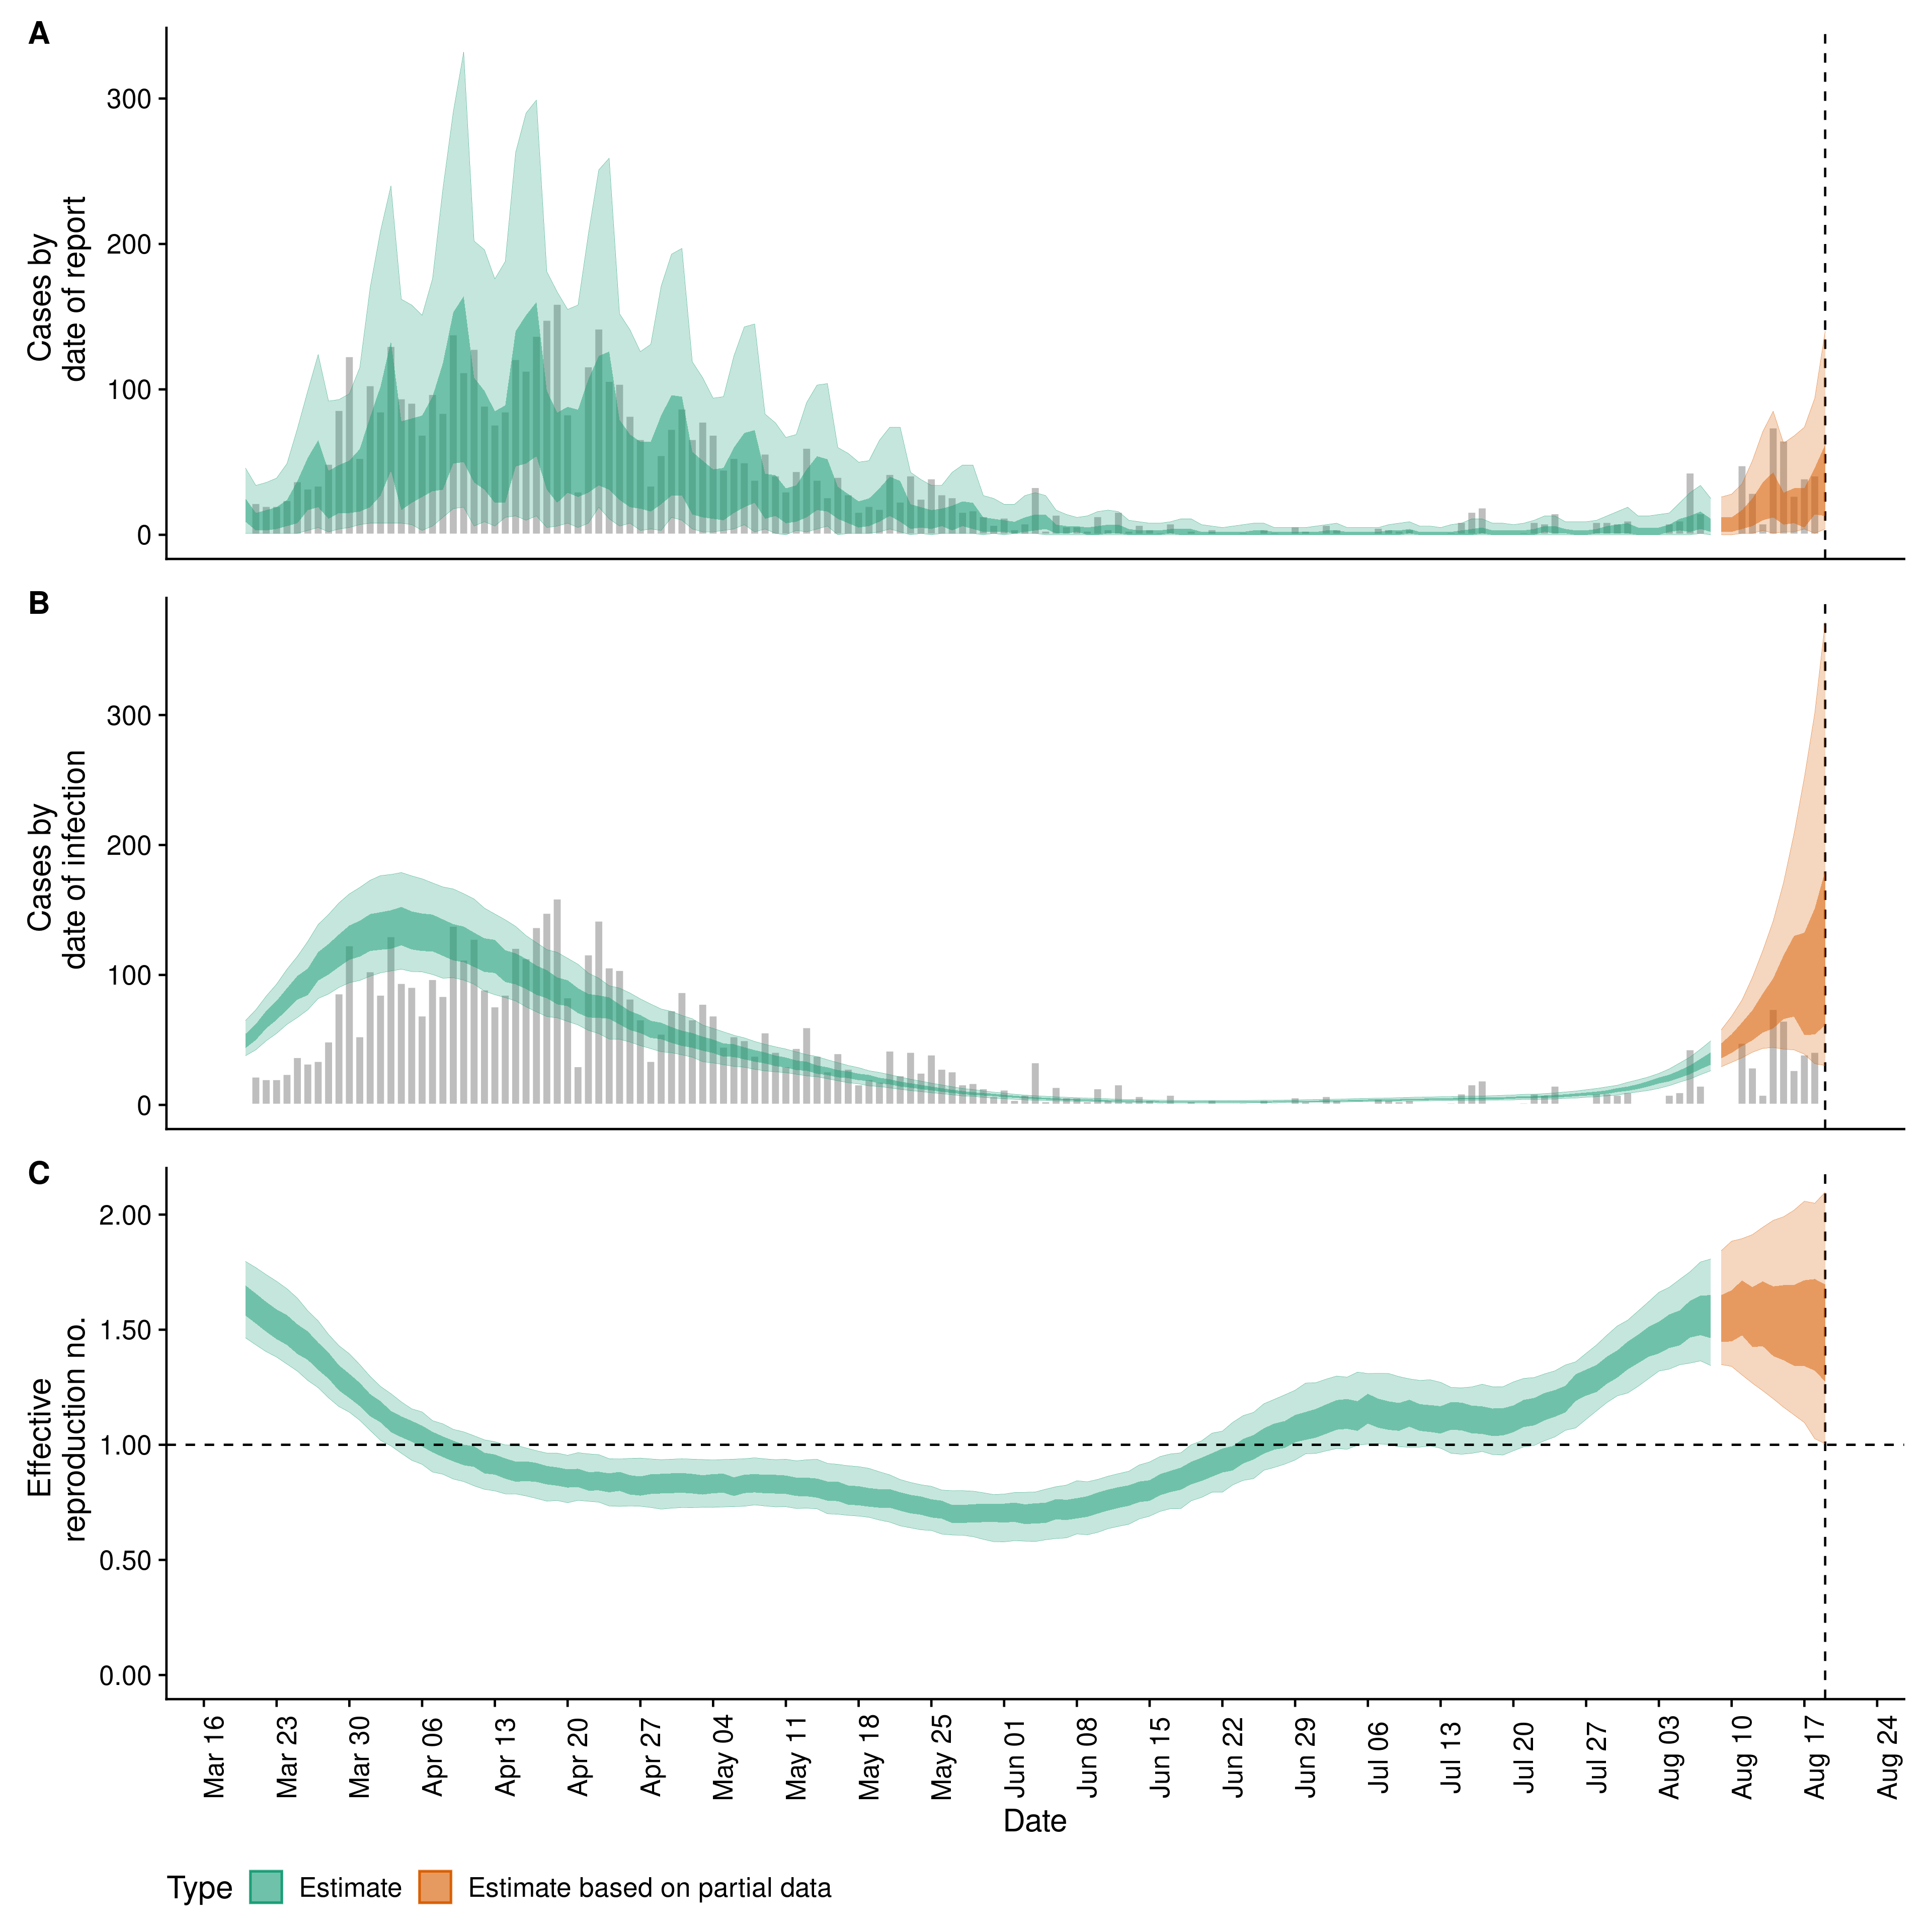 A
Cases by
date of report
300
200
100
0
B
Cases by
date of infection
300
200
100
0
C
Effective
reproduction no.
2.00
1.50
1.00
0.50
0.00
Mar 16
Mar 23
Mar 30
Apr 06
Apr 13
Apr 20
Apr 27
May 04
May 11
May 18
May 25
Jun 01
Jun 08
Jun 15
Jun 22
Jun 29
Jul 06
Jul 13
Jul 20
Jul 27
Aug 03
Aug 10
Aug 17
Aug 24
Date
Type Estimate Estimate based on partial data